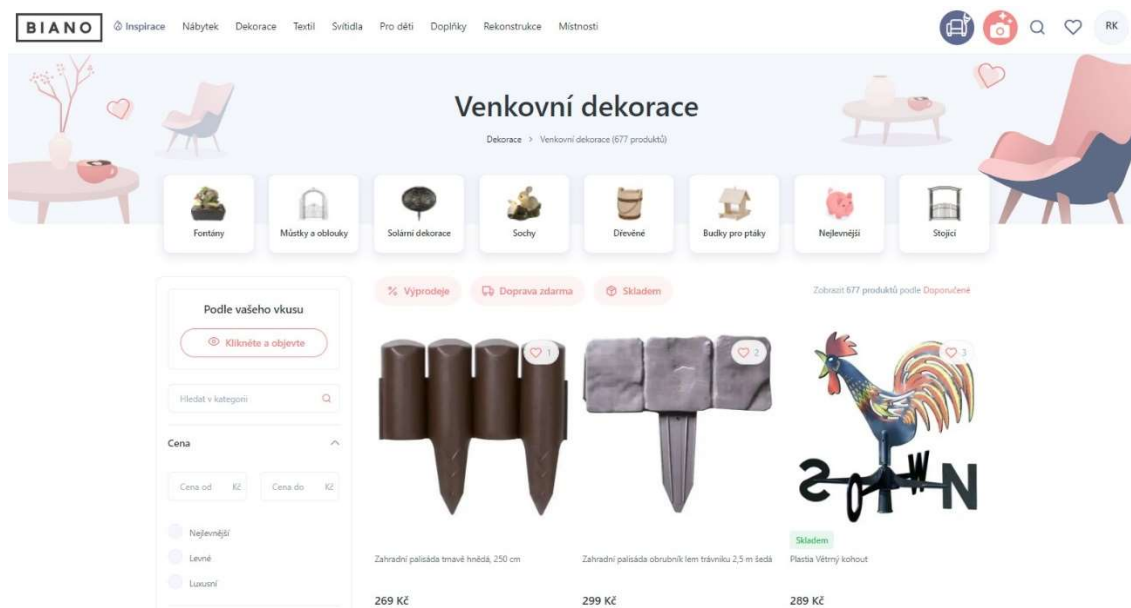 BIANO
Inspirace Nábytek Dekorace Textil Svítidla Pro děti Doplňky Rekonstrukce Místnosti
RK
Venkovní dekorace
Dekorace > Venkovní dekorace (677 produktů)
Fontány Můstky a oblouky Solární dekorace Sochy Dřevěné Budky pro ptáky Nejlevnější Stojící
Podle vašeho vkusu
Klikněte a objevte
Hledat v kategorii
Cena
Cena od Kč Cena do Kč
Nejlevnější
Levné
Luxusní
% Výprodeje Doprava zdarma Skladem
Zobrazit 677 produktů podle Doporučené
1
2
3
S O W N
Skladem
Zahradní palisáda tmavě hnědá, 250 cm
Zahradní palisáda obrubník lem trávníku 2,5 m šedá
Plastia Větrný kohout
269 Kč
299 Kč
289 Kč